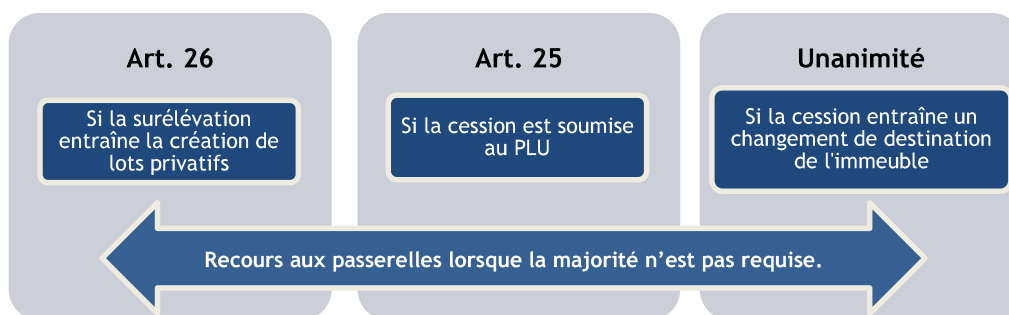 Art. 26
Si la surélévation
entraîne la création de
lots privatifs
Art. 25
Si la cession est soumise
au PLU
Unanimité
Si la cession entraîne un
changement de destination
de l'immeuble
Recours aux passerelles lorsque la majorité n’est pas requise.